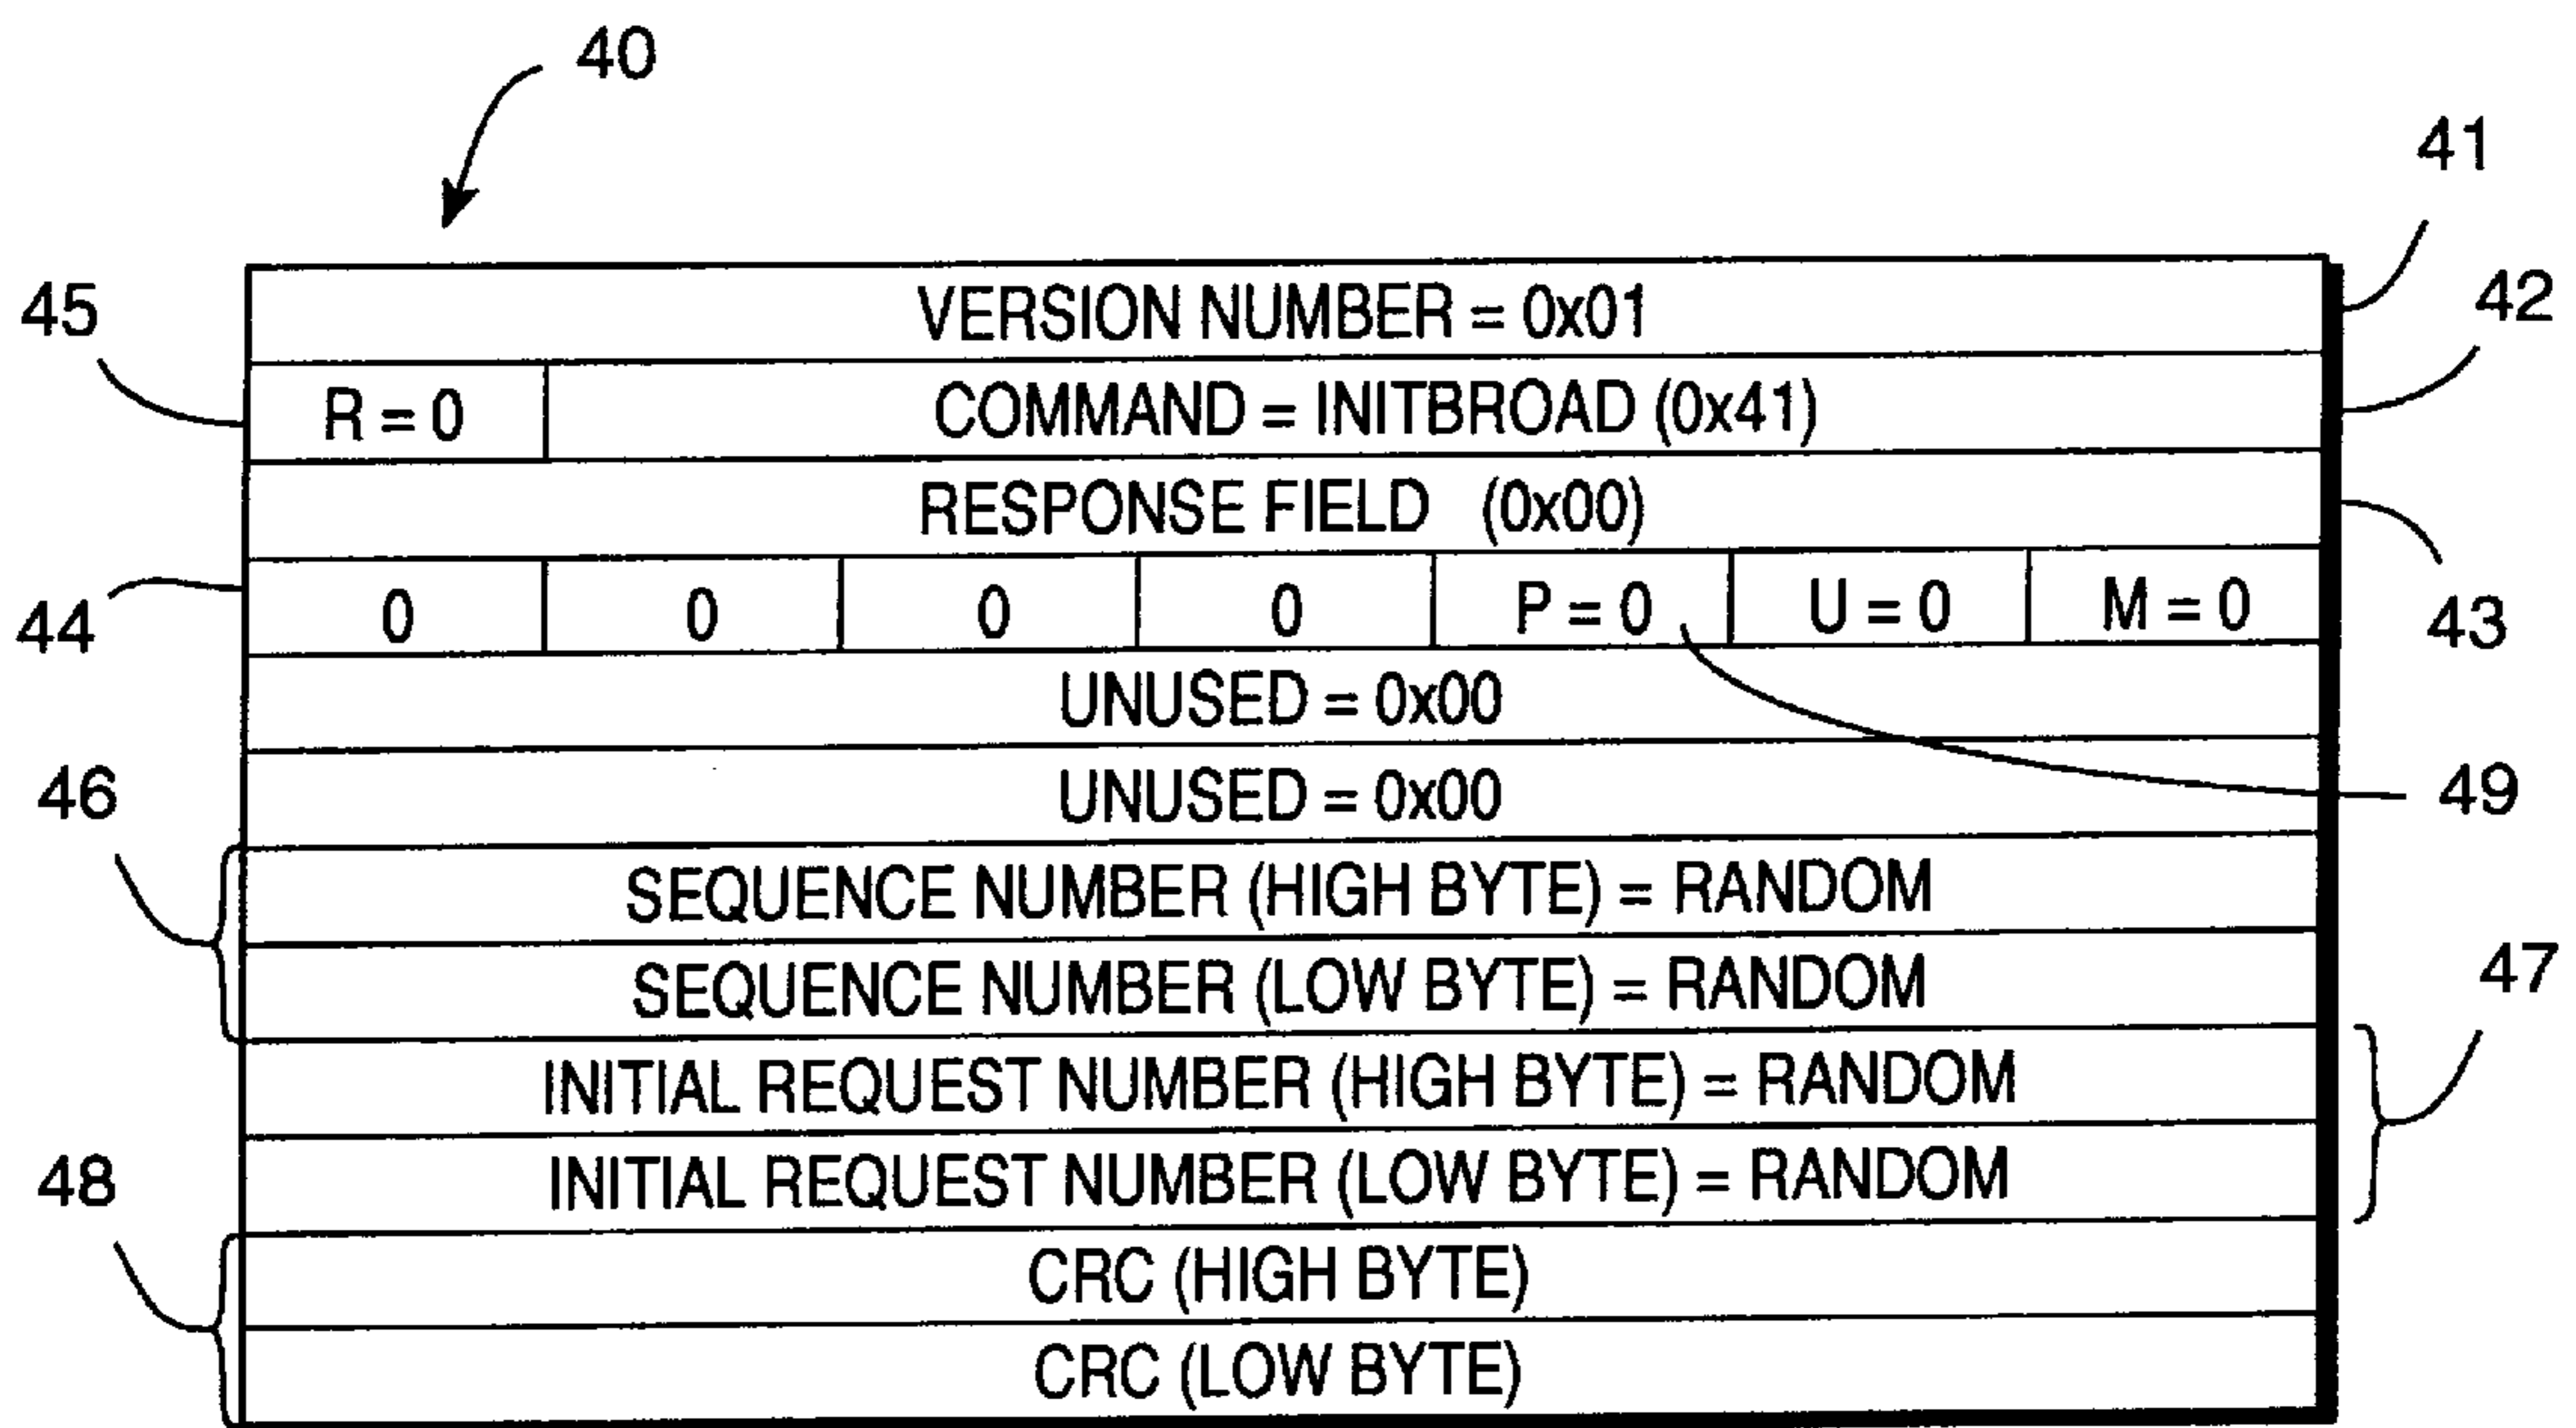 40
41
VERSION NUMBER = 0x01
45
42
R = 0 COMMAND = INITBROAD (0x41)
RESPONSE FIELD (0x00)
44
43
0 0 0 0 P = 0 U = 0 M = 0
UNUSED = 0x00
46
49
UNUSED = 0x00
SEQUENCE NUMBER (HIGH BYTE) = RANDOM
SEQUENCE NUMBER (LOW BYTE) = RANDOM
47
INITIAL REQUEST NUMBER (HIGH BYTE) = RANDOM
48
INITIAL REQUEST NUMBER (LOW BYTE) = RANDOM
CRC (HIGH BYTE)
CRC (LOW BYTE)